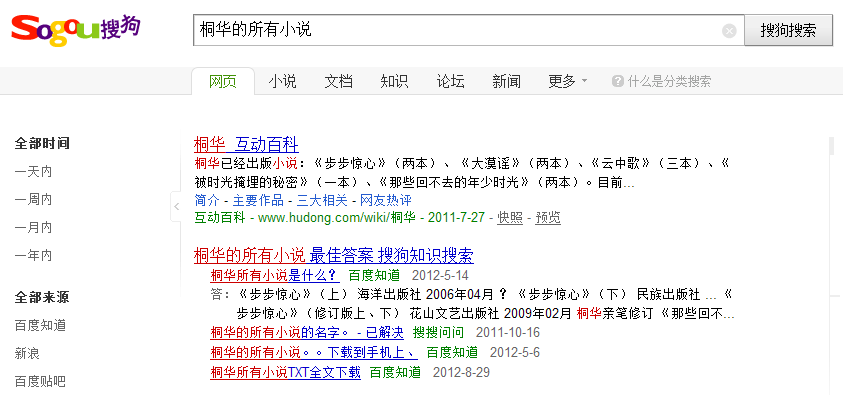 Sogou搜狗
桐华的所有小说
搜狗搜索
网页 小说 文档 知识 论坛 新闻 更多 什么是分类搜索
全部时间
一天内
一周内
一月内
一年内
全部来源
百度知道
新浪
百度贴吧
桐华_互动百科
桐华已经出版小说:《步步惊心》(两本)、《大漠谣》(两本)、《云中歌》(三本)、《
被时光掩埋的秘密》(一本)、《那些回不去的年少时光》(两本)。目前...
简介 - 主要作品 - 三大相关 - 网友热评
互动百科 - www.hudong.com/wiki/桐华 - 2011-7-27 - 快照 - 预览
桐华的所有小说 最佳答案 搜狗知识搜索
桐华所有小说是什么? 百度知道 2012-5-14
答:《步步惊心》(上) 海洋出版社 2006年04月 ? 《步步惊心》(下) 民族出版社 ... 《
步步惊心》(修订版上、下) 花山文艺出版社 2009年02月 桐华亲笔修订《那些回不...
桐华的所有小说的名字。 - 已解决 搜搜问问 2011-10-16
桐华的所有小说。。下载到手机上、 百度知道 2012-5-6
桐华所有小说TXT全文下载 百度知道 2012-8-29